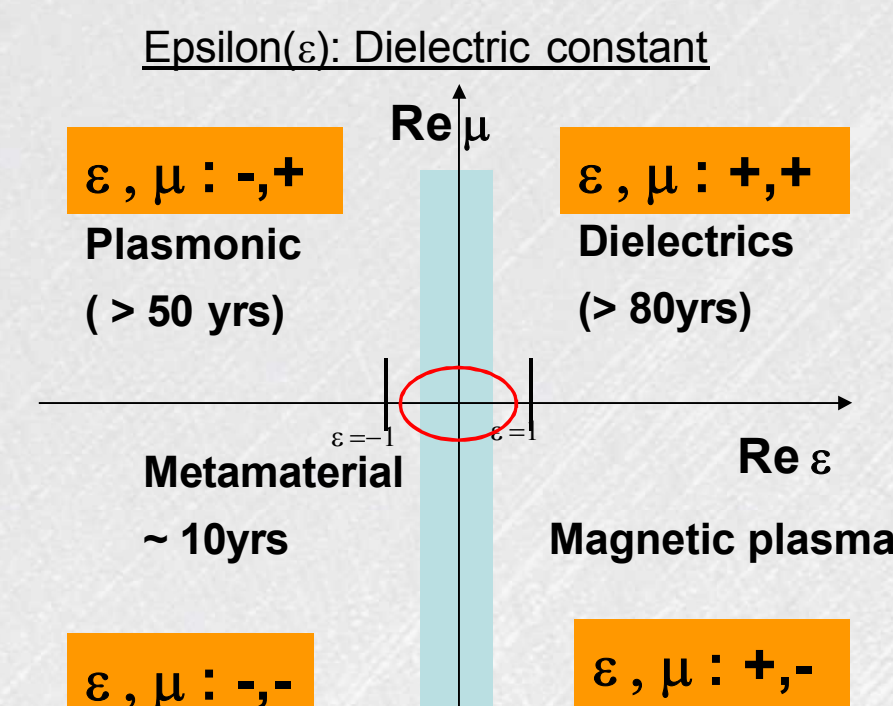 Epsilon(ε): Dielectric constant
Re μ
ε , μ : -,+
ε , μ : +,+
Plasmonic
( > 50 yrs)
Dielectrics
(> 80yrs)
ε =−1
ε =1
Re ε
Metamaterial
~ 10yrs
Magnetic plasma
ε , μ : -,-
ε , μ : +,-